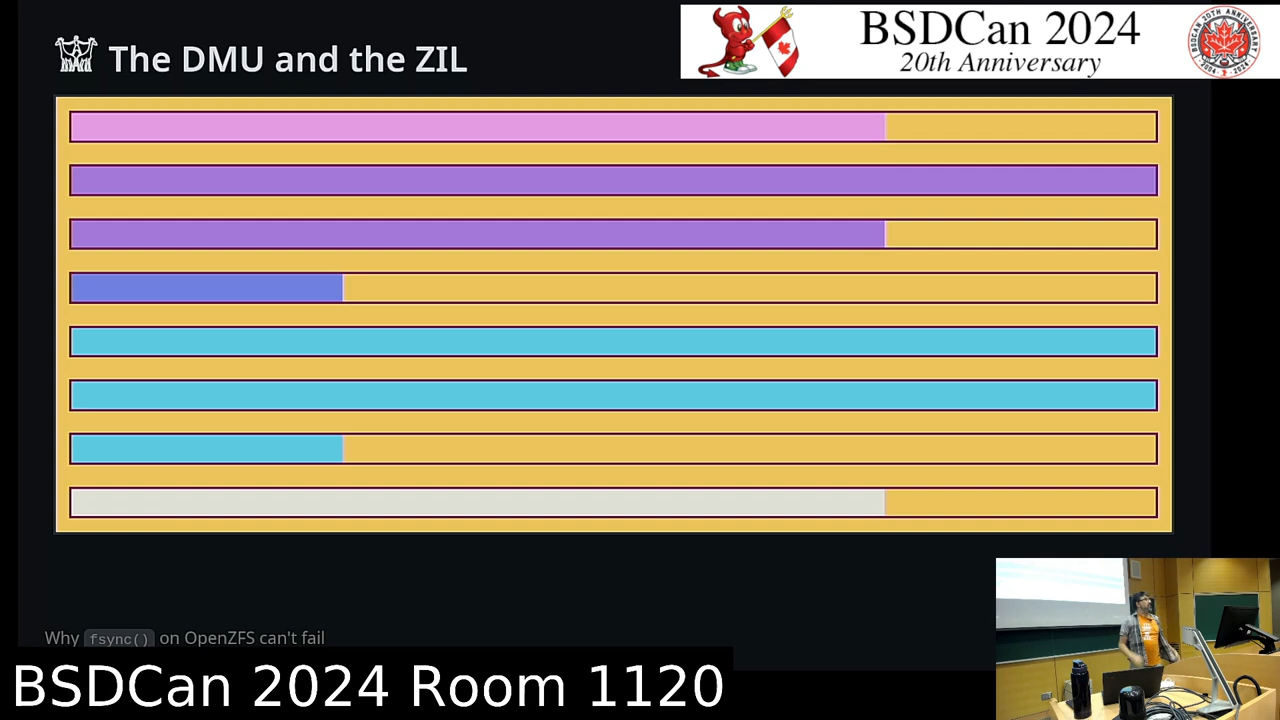 The DMU and the ZIL
BSDCan 2024
20th Anniversary
Why fsync() on OpenZFS can't fail
BSDCan 2024 Room 1120